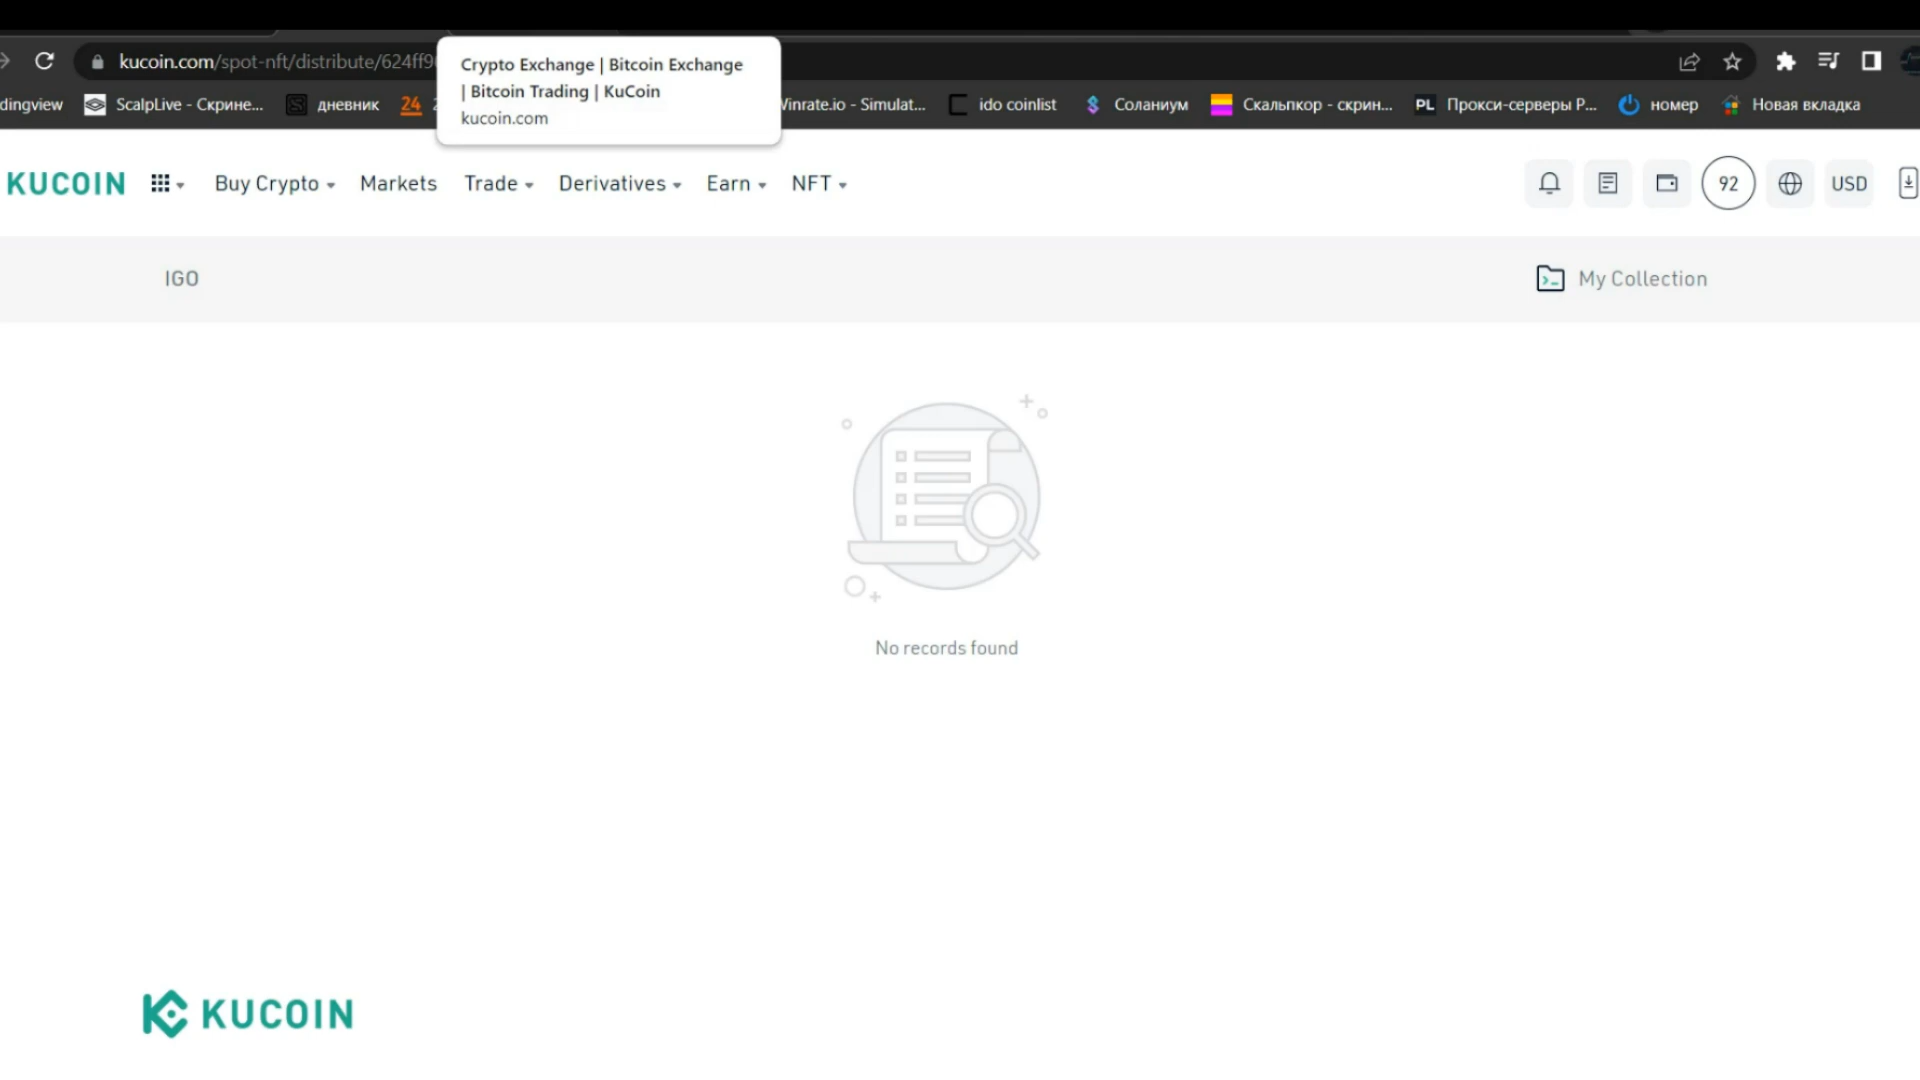 kucoin.com/spot-nft/distribute/624ff9
Crypto Exchange | Bitcoin Exchange
| Bitcoin Trading | KuCoin
kucoin.com
dingview ScalpLive - Скрине... дневник 24 Vinrate.io - Simulat... ido coinlist Соланиум Скальпкор - скрин... PL Прокси-серверы P... номер Новая вкладка
KUCOIN Buy Crypto Markets Trade Derivatives Earn NFT 92 USD
IGO My Collection
No records found
KUCOIN